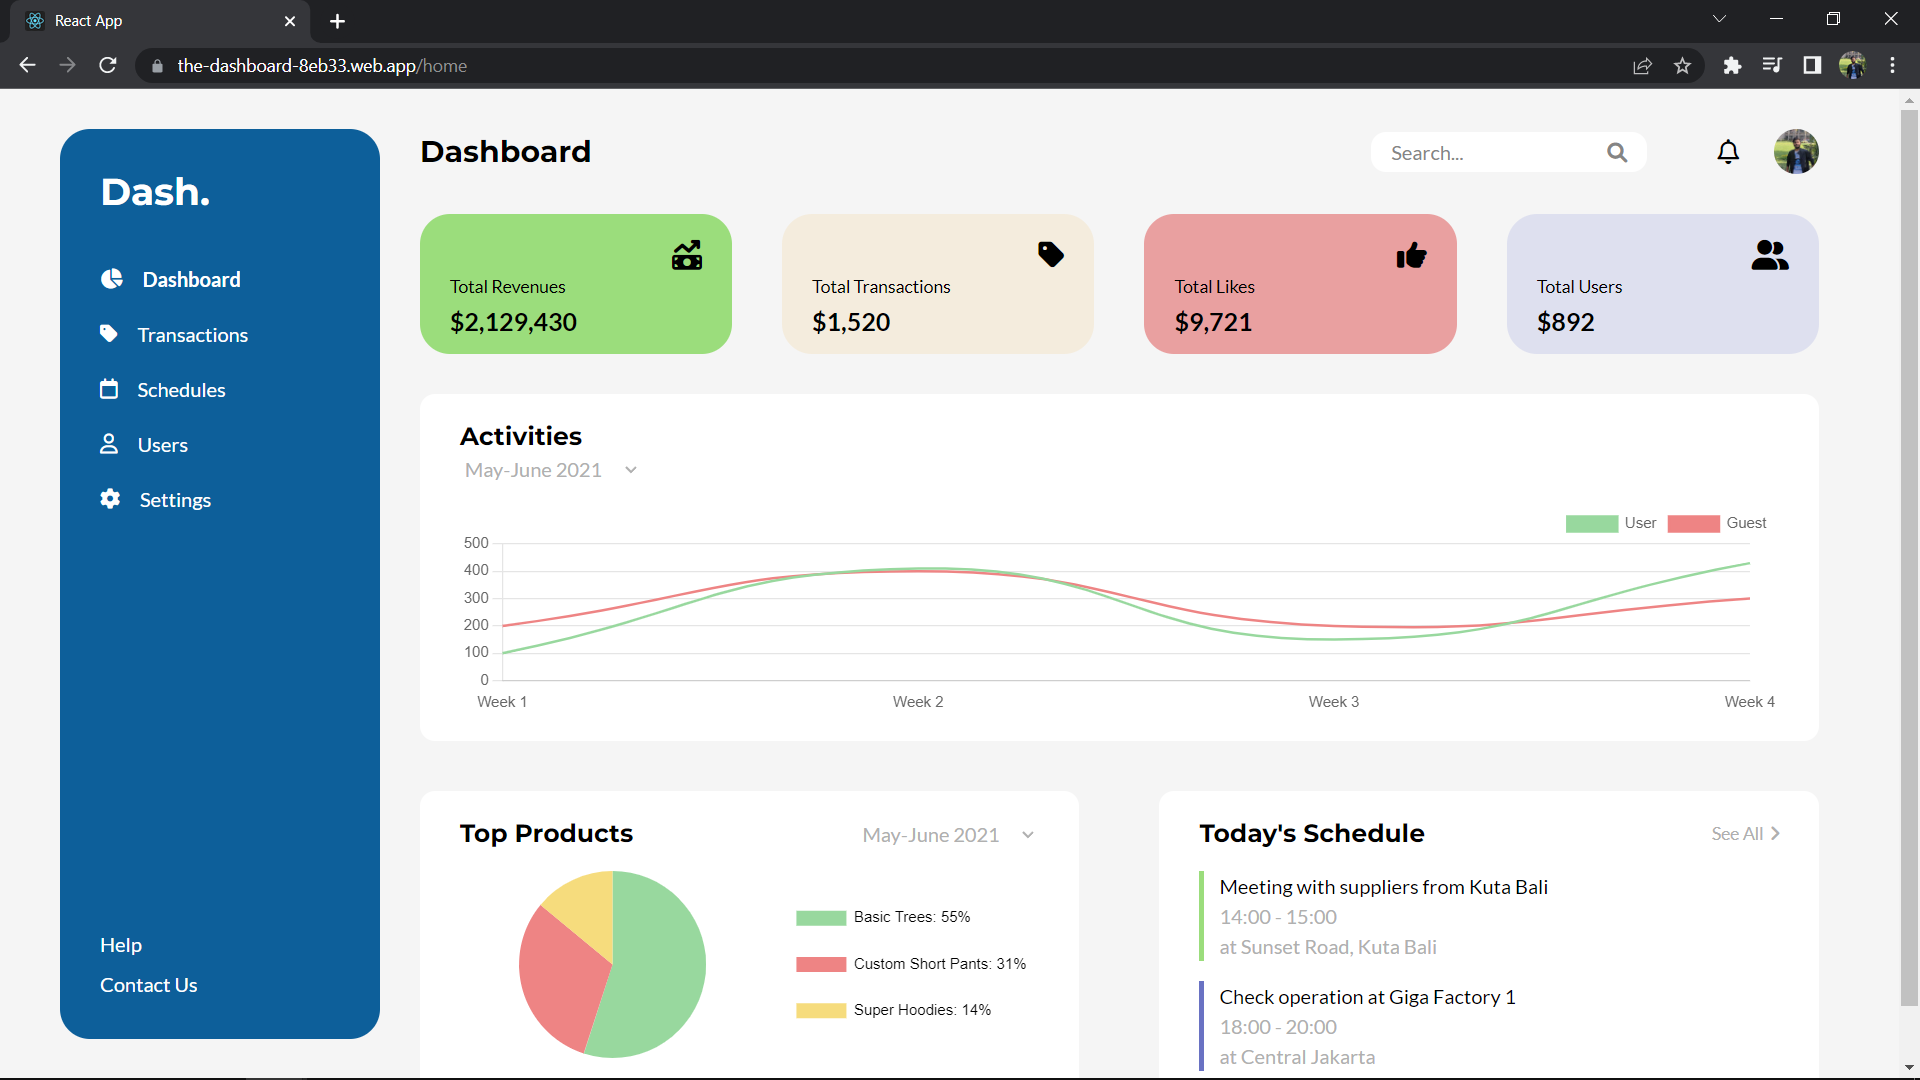 React App
the-dashboard-8eb33.web.app/home
Dash.
Dashboard
Transactions
Schedules
Users
Settings
Help
Contact Us
Dashboard
Search...
Total Revenues
$2,129,430
Total Transactions
$1,520
Total Likes
$9,721
Total Users
$892
Activities
May-June 2021
User Guest
500
400
300
200
100
0
Week 1 Week 2 Week 3 Week 4
Top Products
May-June 2021
Basic Trees: 55%
Custom Short Pants: 31%
Super Hoodies: 14%
Today's Schedule
See All
Meeting with suppliers from Kuta Bali
14:00 - 15:00
at Sunset Road, Kuta Bali
Check operation at Giga Factory 1
18:00 - 20:00
at Central Jakarta